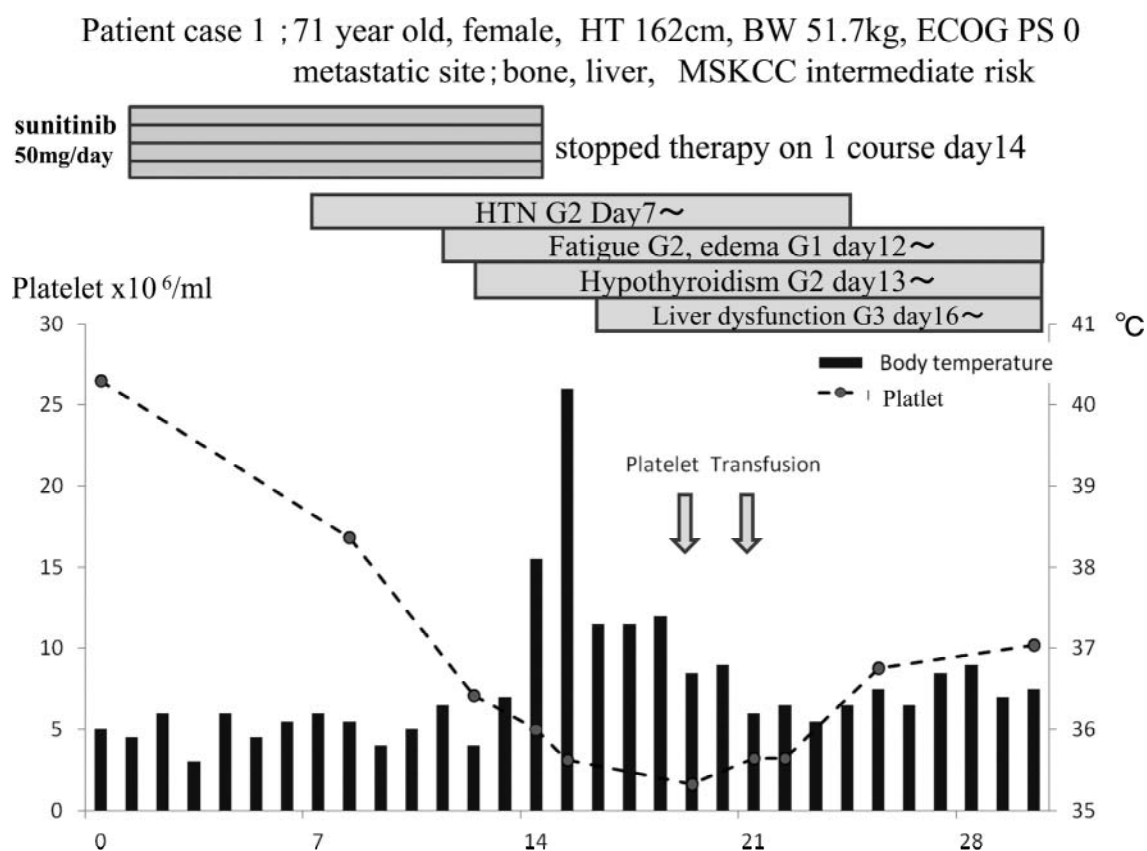 Patient case 1 ; 71 year old, female, HT 162cm, BW 51.7kg, ECOG PS 0
metastatic site; bone, liver, MSKCC intermediate risk
sunitinib
50mg/day
stopped therapy on 1 course day14
HTN G2 Day7～
Fatigue G2, edema G1 day12～
Hypothyroidism G2 day13～
Liver dysfunction G3 day16～
Platelet x10 ⁶/ml
30
25
20
15
10
5
0
41
40
39
38
37
36
35
℃
Body temperature
Platlet
Platelet Transfusion
0 7 14 21 28